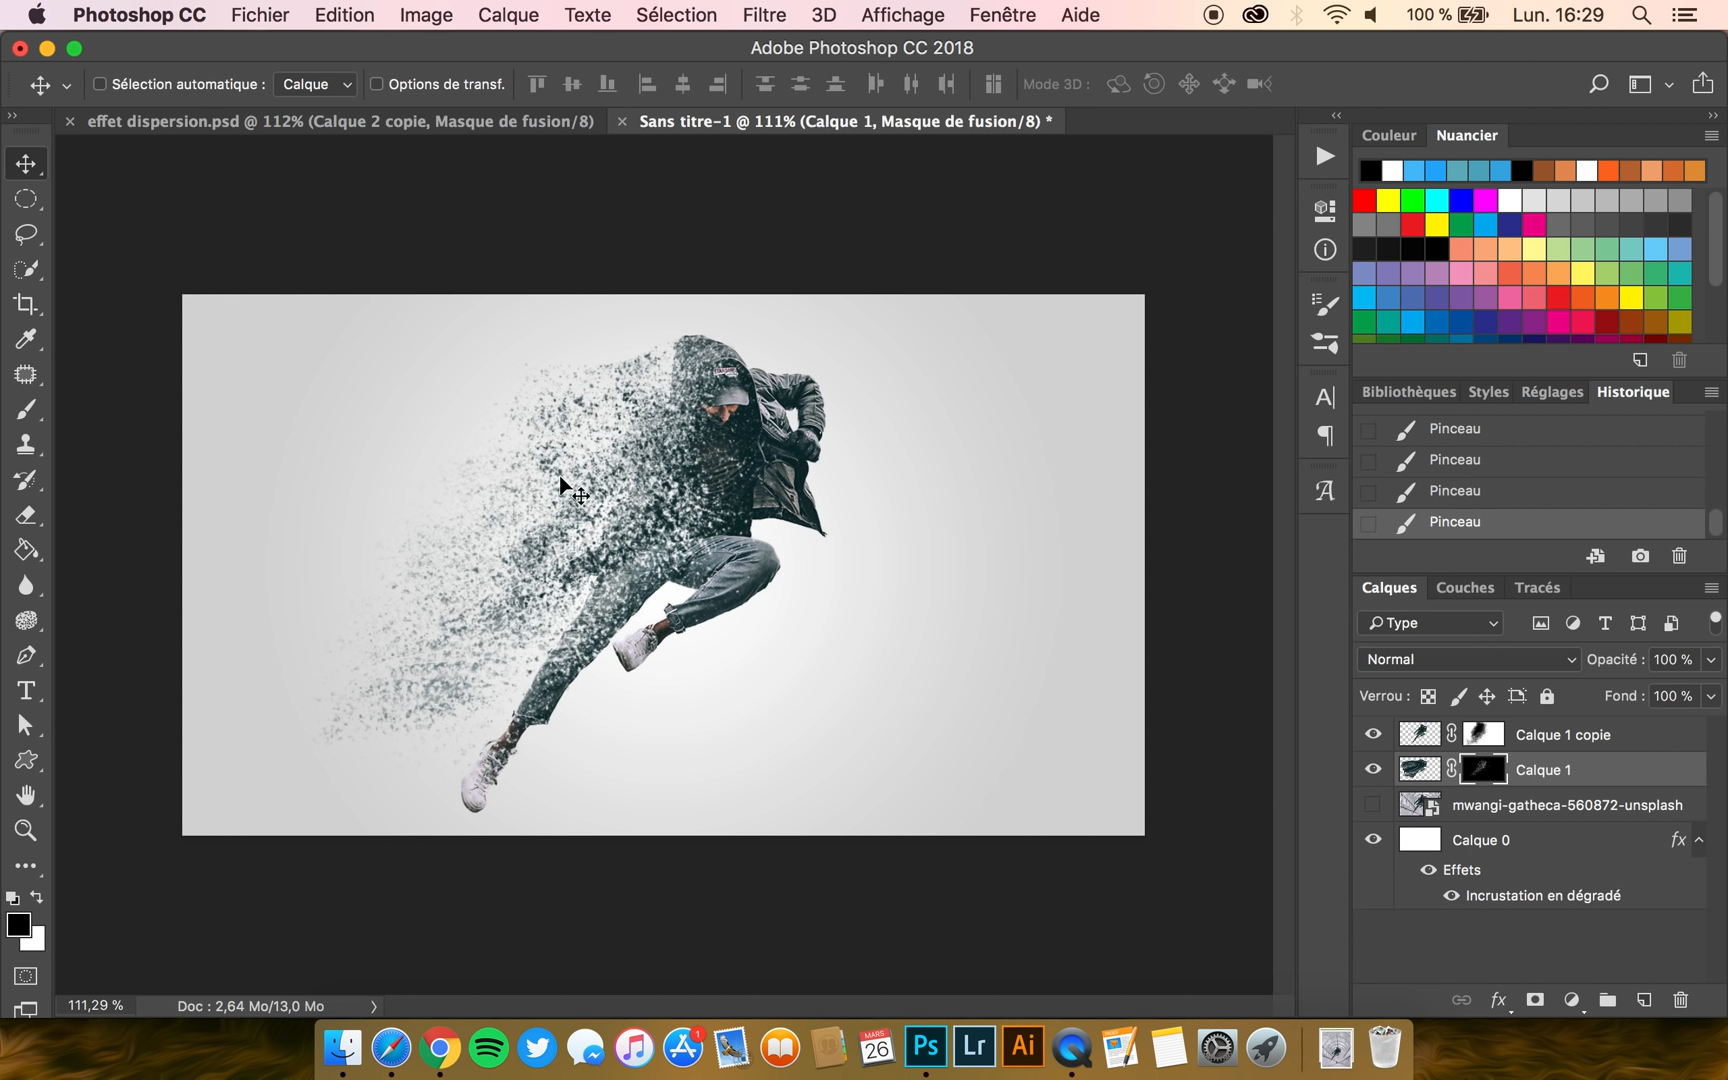 Photoshop CC Fichier Edition Image Calque Texte Sélection Filtre 3D Affichage Fenêtre Aide 100 % Lun. 16:29
Adobe Photoshop CC 2018
Sélection automatique : Calque Options de transf. Mode 3D :
effet dispersion.psd @ 112% (Calque 2 copie, Masque de fusion/8) Sans titre-1 @ 111% (Calque 1, Masque de fusion/8) *
Couleur Nuancier
Bibliothèques Styles Réglages Historique
Pinceau
Pinceau
Pinceau
Pinceau
Calques Couches Tracés
Type
Normal Opacité : 100 %
Verrou : Fond : 100 %
Calque 1 copie
Calque 1
mwangi-gatheca-560872-unsplash
Calque 0 fx
Effets
Incrustation en dégradé
fx
111,29 % Doc : 2,64 Mo/13,0 Mo
1
MARS
26
Ps Lr Ai